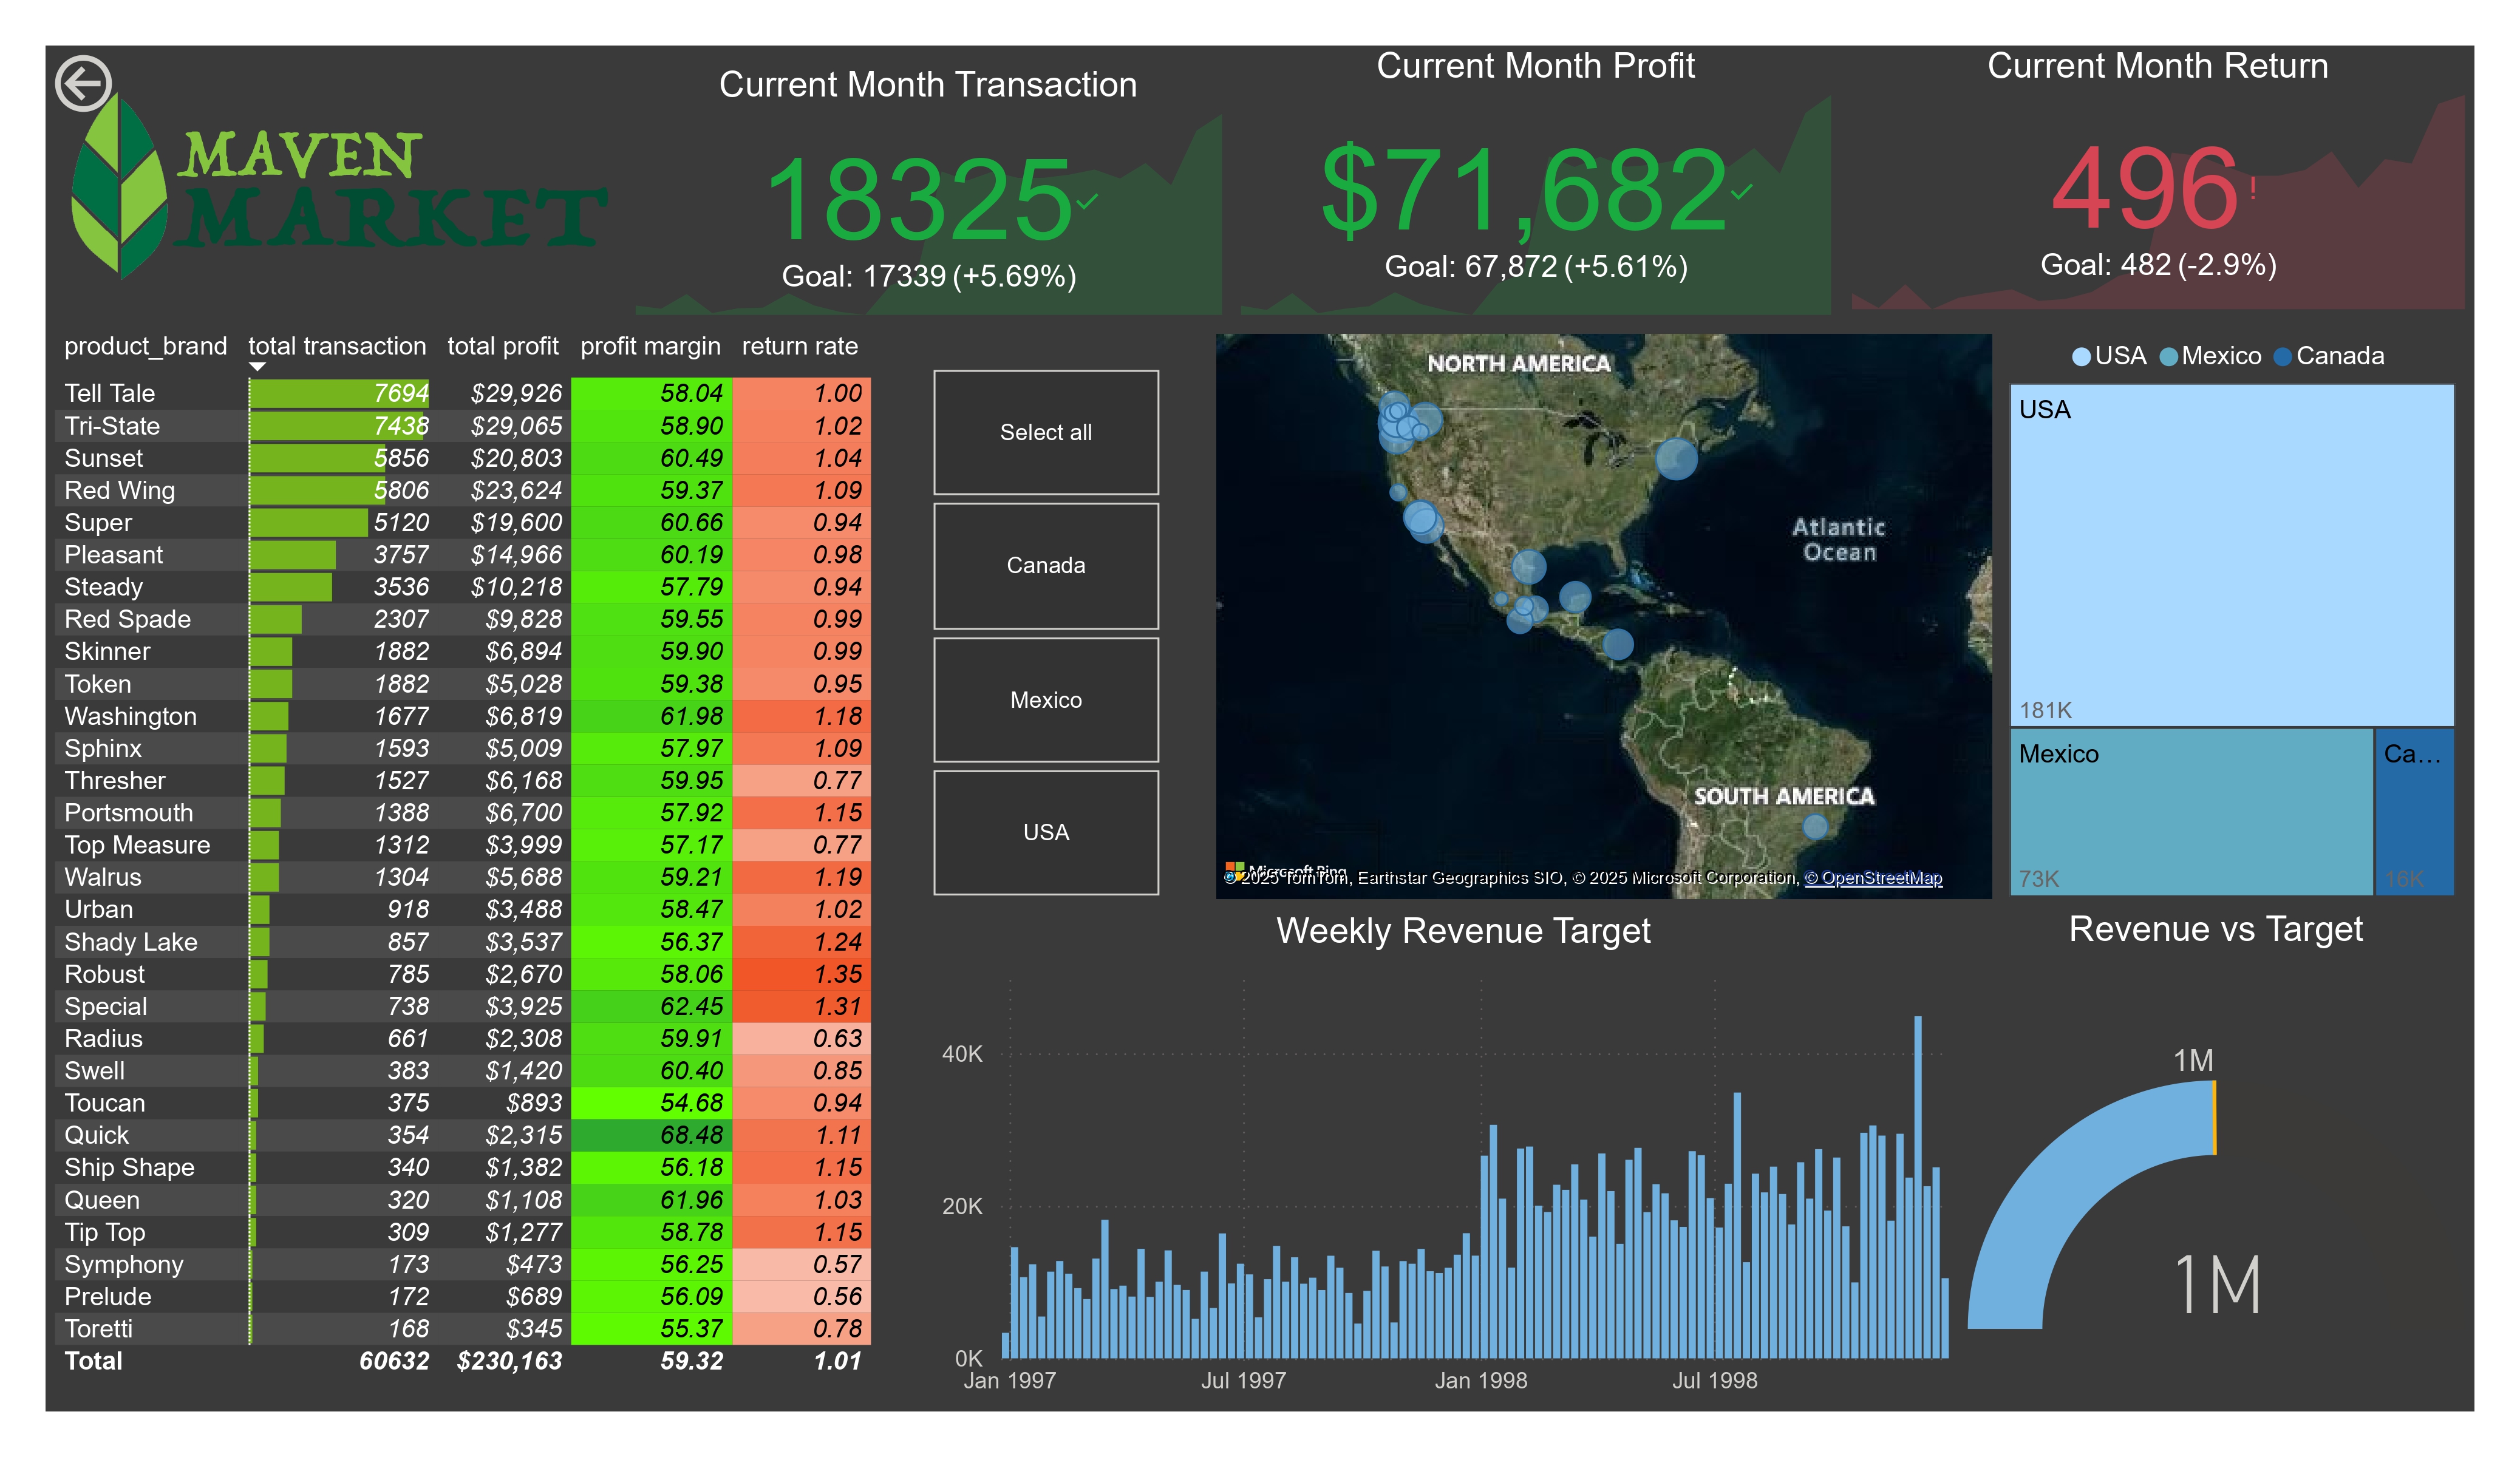 MAVEN
MARKET
Current Month Transaction
18325
Goal: 17339 (+5.69%)
Current Month Profit
$71,682
Goal: 67,872 (+5.61%)
Current Month Return
496!
Goal: 482 (-2.9%)
product_brand total transaction total profit profit margin return rate
Tell Tale 7694 $29,926 58.04 1.00
Tri-State 7438 $29,065 58.90 1.02
Sunset 5856 $20,803 60.49 1.04
Red Wing 5806 $23,624 59.37 1.09
Super 5120 $19,600 60.66 0.94
Pleasant 3757 $14,966 60.19 0.98
Steady 3536 $10,218 57.79 0.94
Red Spade 2307 $9,828 59.55 0.99
Skinner 1882 $6,894 59.90 0.99
Token 1882 $5,028 59.38 0.95
Washington 1677 $6,819 61.98 1.18
Sphinx 1593 $5,009 57.97 1.09
Thresher 1527 $6,168 59.95 0.77
Portsmouth 1388 $6,700 57.92 1.15
Top Measure 1312 $3,999 57.17 0.77
Walrus 1304 $5,688 59.21 1.19
Urban 918 $3,488 58.47 1.02
Shady Lake 857 $3,537 56.37 1.24
Robust 785 $2,670 58.06 1.35
Special 738 $3,925 62.45 1.31
Radius 661 $2,308 59.91 0.63
Swell 383 $1,420 60.40 0.85
Toucan 375 $893 54.68 0.94
Quick 354 $2,315 68.48 1.11
Ship Shape 340 $1,382 56.18 1.15
Queen 320 $1,108 61.96 1.03
Tip Top 309 $1,277 58.78 1.15
Symphony 173 $473 56.25 0.57
Prelude 172 $689 56.09 0.56
Toretti 168 $345 55.37 0.78
Total 60632 $230,163 59.32 1.01
Select all
Canada
Mexico
USA
NORTH AMERICA
Atlantic
Ocean
SOUTH AMERICA
Microsoft Bing
© 2025 TomTom, Earthstar Geographics SIO, © 2025 Microsoft Corporation, © OpenStreetMap
USA Mexico Canada
USA
181K
Mexico
73K
Ca...
16K
Weekly Revenue Target
40K
20K
0K
Jan 1997 Jul 1997 Jan 1998 Jul 1998
Revenue vs Target
1M
1M